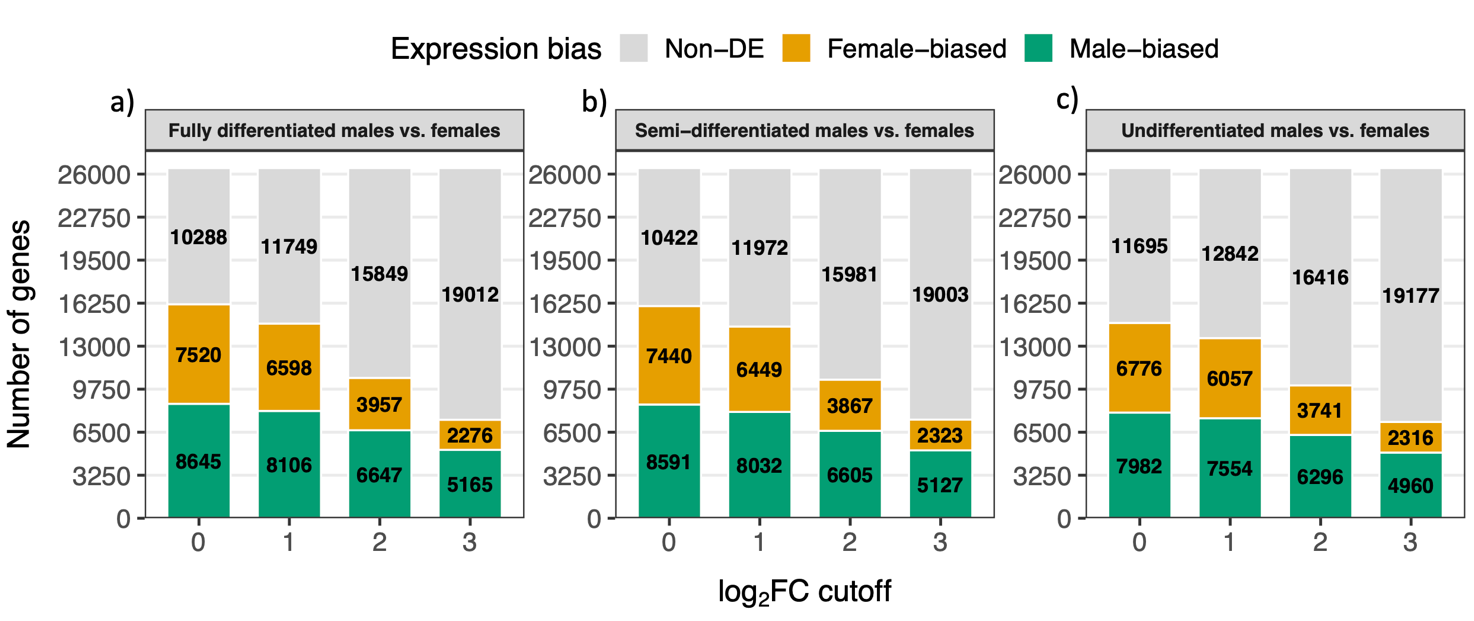 Expression bias Non−DE Female−biased Male−biased
a) b) c)
Fully differentiated males vs. females Semi−differentiated males vs. females Undifferentiated males vs. females
Number of genes
26000 26000 26000
22750 22750 22750
19500 19500 19500
16250 16250 16250
13000 13000 13000
9750 9750 9750
6500 6500 6500
3250 3250 3250
0 0 0
10288 11749 15849 19012
7520 6598 3957 2276
8645 8106 6647 5165
10422 11972 15981 19003
7440 6449 3867 2323
8591 8032 6605 5127
11695 12842 16416 19177
6776 6057 3741 2316
7982 7554 6296 4960
0 1 2 3 0 1 2 3 0 1 2 3
log₂FC cutoff